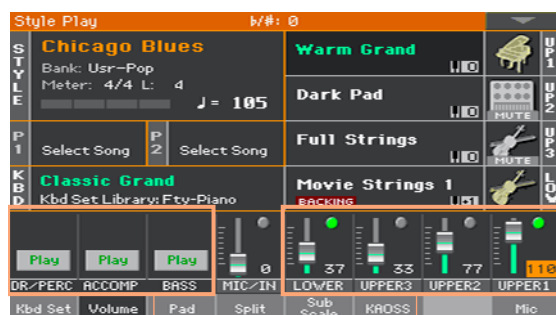 Style Play b/#: 0
STYLE
Chicago Blues
Bank: Usr-Pop
Meter: 4/4 L: 4
♩= 105
Warm Grand
U D
UP1
Dark Pad
U D
MUTE
UP2
P1 Select Song P2 Select Song
Full Strings
U D
MUTE
UP3
KBD
Classic Grand
Kbd Set Library: Fty-Piano
Movie Strings 1
BACKING
LOW
Play Play Play 0 37 33 77 110
DR/PERC ACCOMP BASS MIC/IN LOWER UPPER3 UPPER2 UPPER1
Kbd Set Volume Pad Split Sub Scale KAOSS Mic